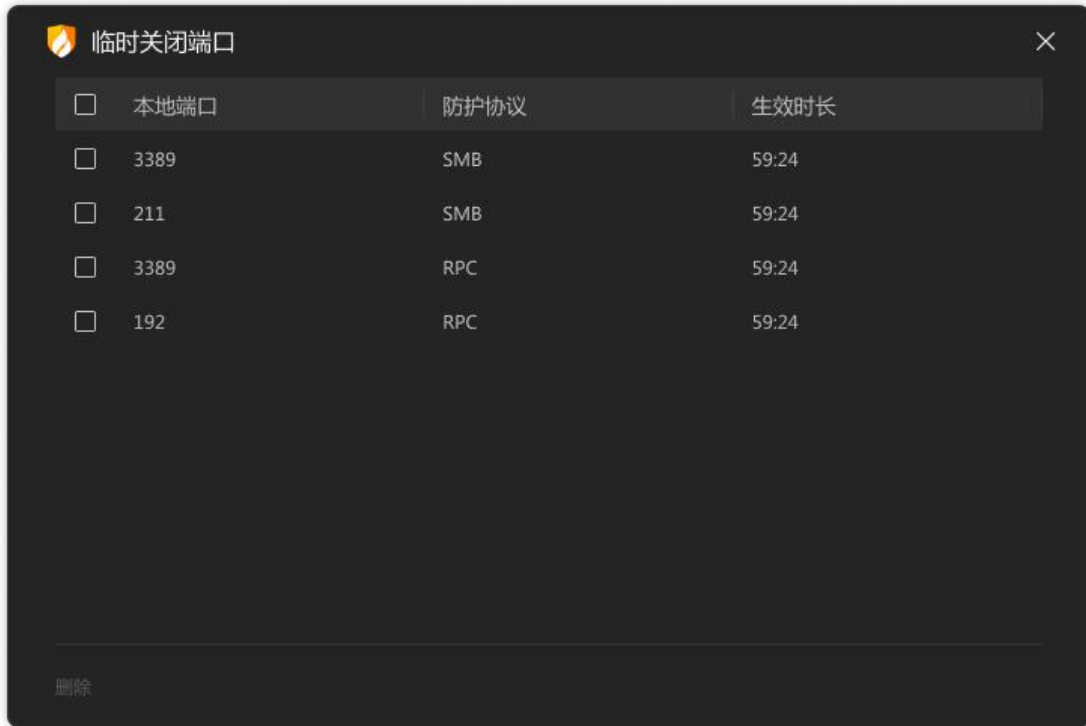 临时关闭端口
本地端口 防护协议 生效时长
3389 SMB 59:24
211 SMB 59:24
3389 RPC 59:24
192 RPC 59:24
删除